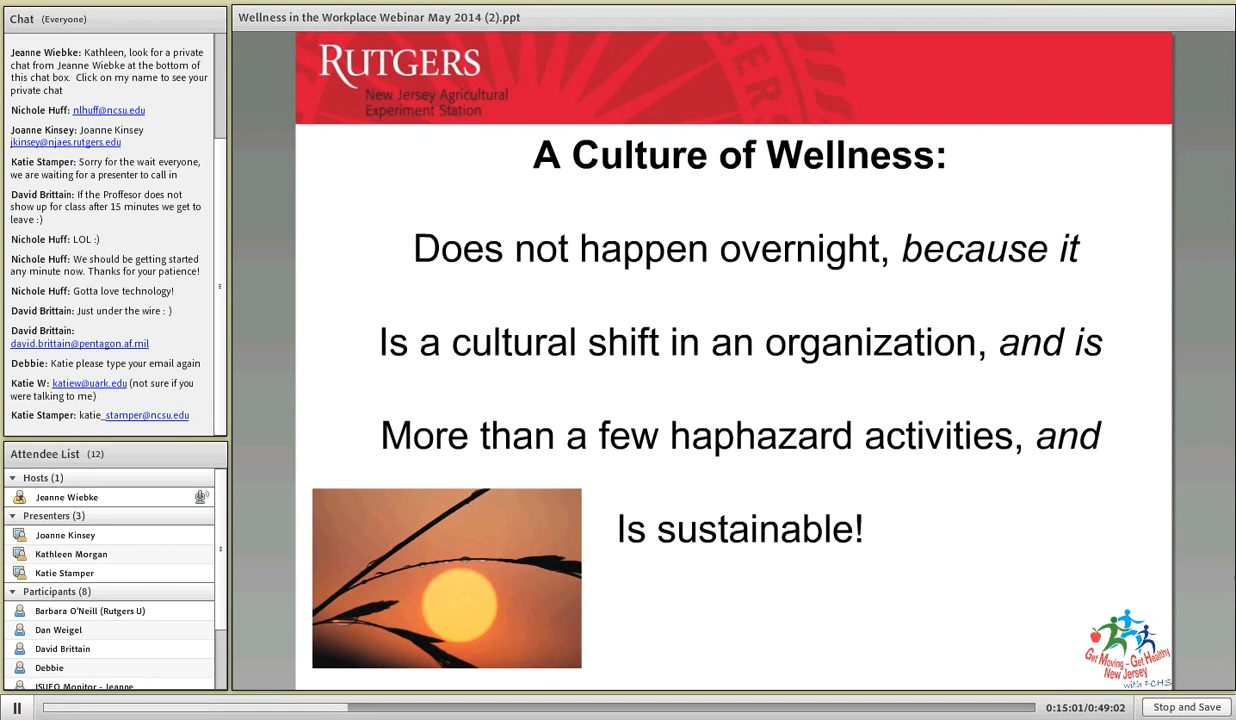 Chat (Everyone)
Jeanne Wiebke: Kathleen, look for a private
chat from Jeanne Wiebke at the bottom of
this chat box. Click on my name to see your
private chat
Nichole Huff: nlhuff@ncsu.edu
Joanne Kinsey: Joanne Kinsey
jkinsey@njaes.rutgers.edu
Katie Stamper: Sorry for the wait everyone,
we are waiting for a presenter to call in
David Brittain: If the Proffesor does not
show up for class after 15 minutes we get to
leave :)
Nichole Huff: LOL :)
Nichole Huff: We should be getting started
any minute now. Thanks for your patience!
Nichole Huff: Gotta love technology!
David Brittain: Just under the wire : )
David Brittain:
david.brittain@pentagon.af.mil
Debbie: Katie please type your email again
Katie W: katiew@uark.edu (not sure if you
were talking to me)
Katie Stamper: katie_stamper@ncsu.edu
Attendee List (12)
Hosts (1)
Jeanne Wiebke
Presenters (3)
Joanne Kinsey
Kathleen Morgan
Katie Stamper
Participants (8)
Barbara O'Neill (Rutgers U)
Dan Weigel
David Brittain
Debbie
ISUEO Monitor - Jeanne
Wellness in the Workplace Webinar May 2014 (2).ppt
RUTGERS
New Jersey Agricultural
Experiment Station
A Culture of Wellness:
Does not happen overnight, because it
Is a cultural shift in an organization, and is
More than a few haphazard activities, and
Is sustainable!
Get Moving - Get Healthy
New Jersey
with FCHS
0:15:01/0:49:02
Stop and Save